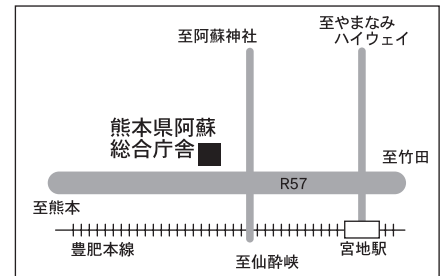 至やまなみ
ハイウェイ
至阿蘇神社
熊本県阿蘇
総合庁舎
至竹田
R57
至熊本
豊肥本線
宮地駅
至仙酔峡